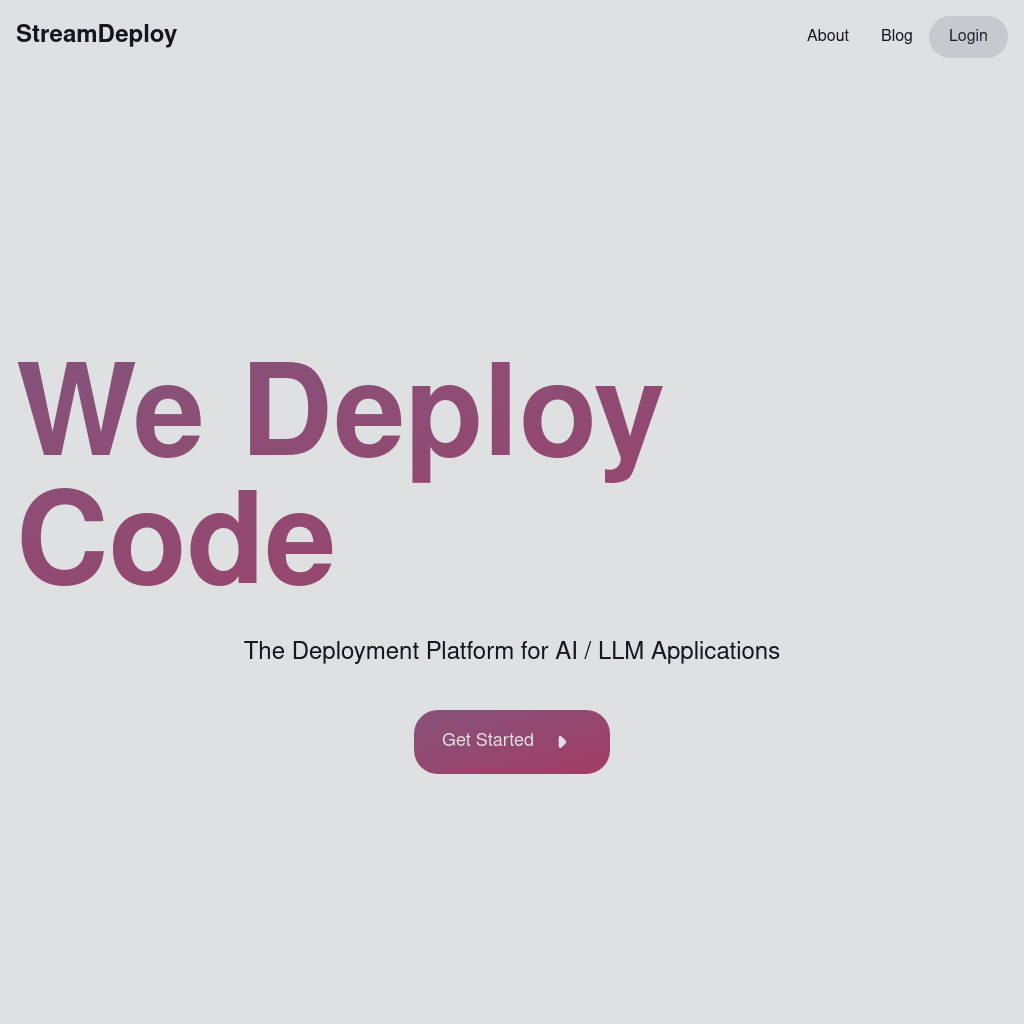 StreamDeploy
About Blog Login
We Deploy
Code
The Deployment Platform for AI / LLM Applications
Get Started